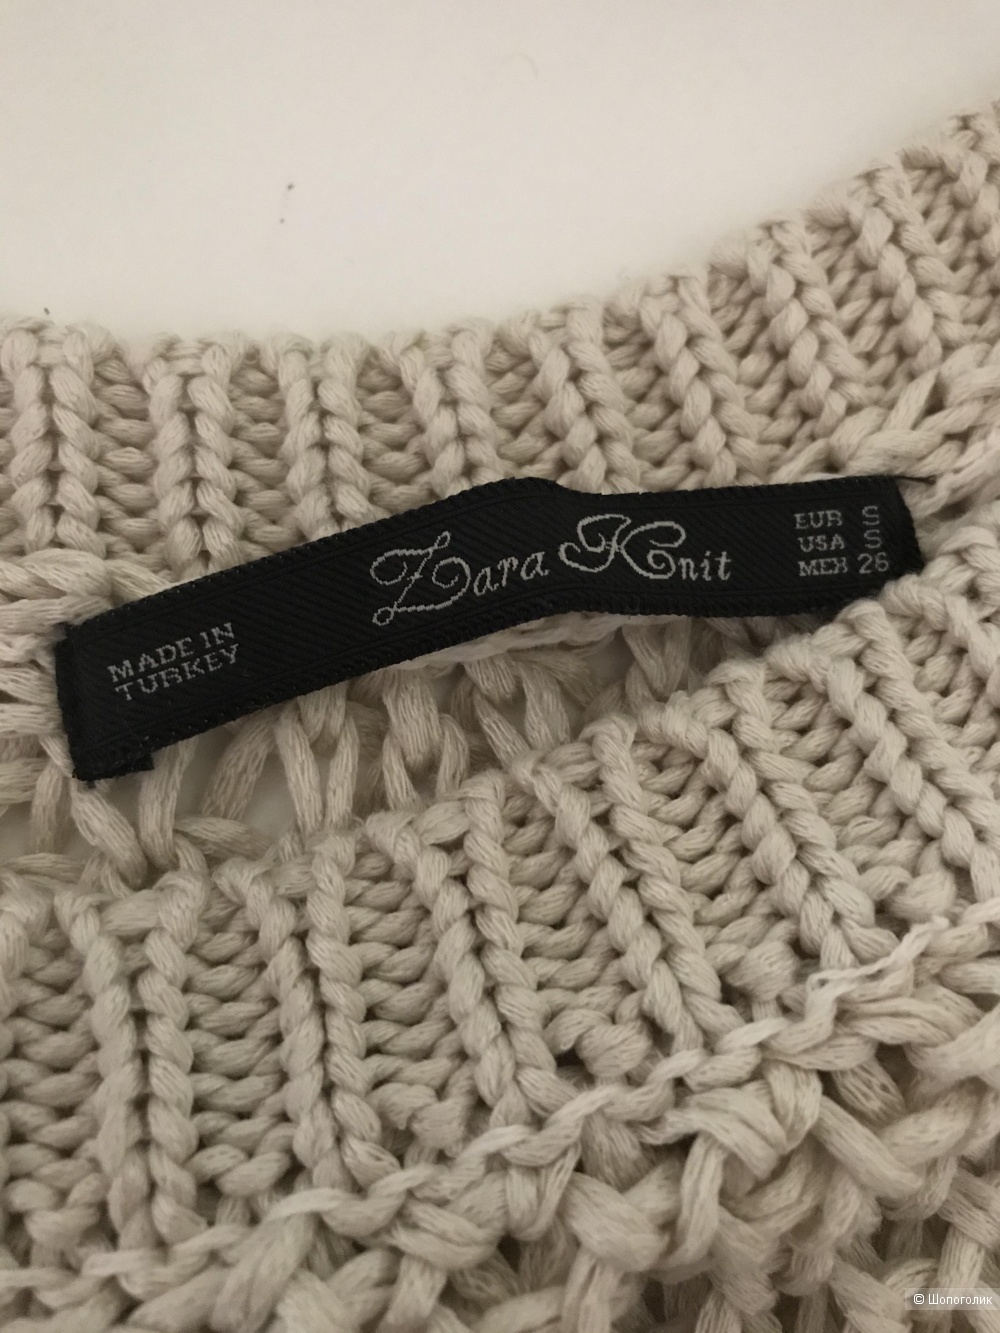 MADE IN
TURKEY
Zara Knit
EUR S
USA S
MEX 26
© Шопоголик